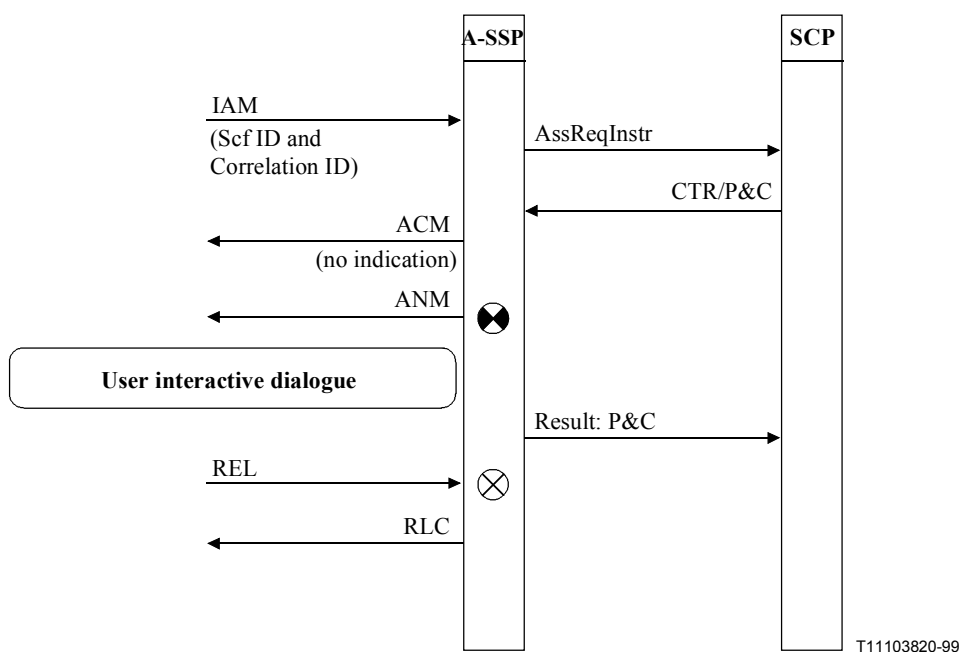 A-SSP
SCP
IAM
(Scf ID and
Correlation ID)
AssReqInstr
CTR/P&C
ACM
(no indication)
ANM
User interactive dialogue
Result: P&C
REL
RLC
T11103820-99